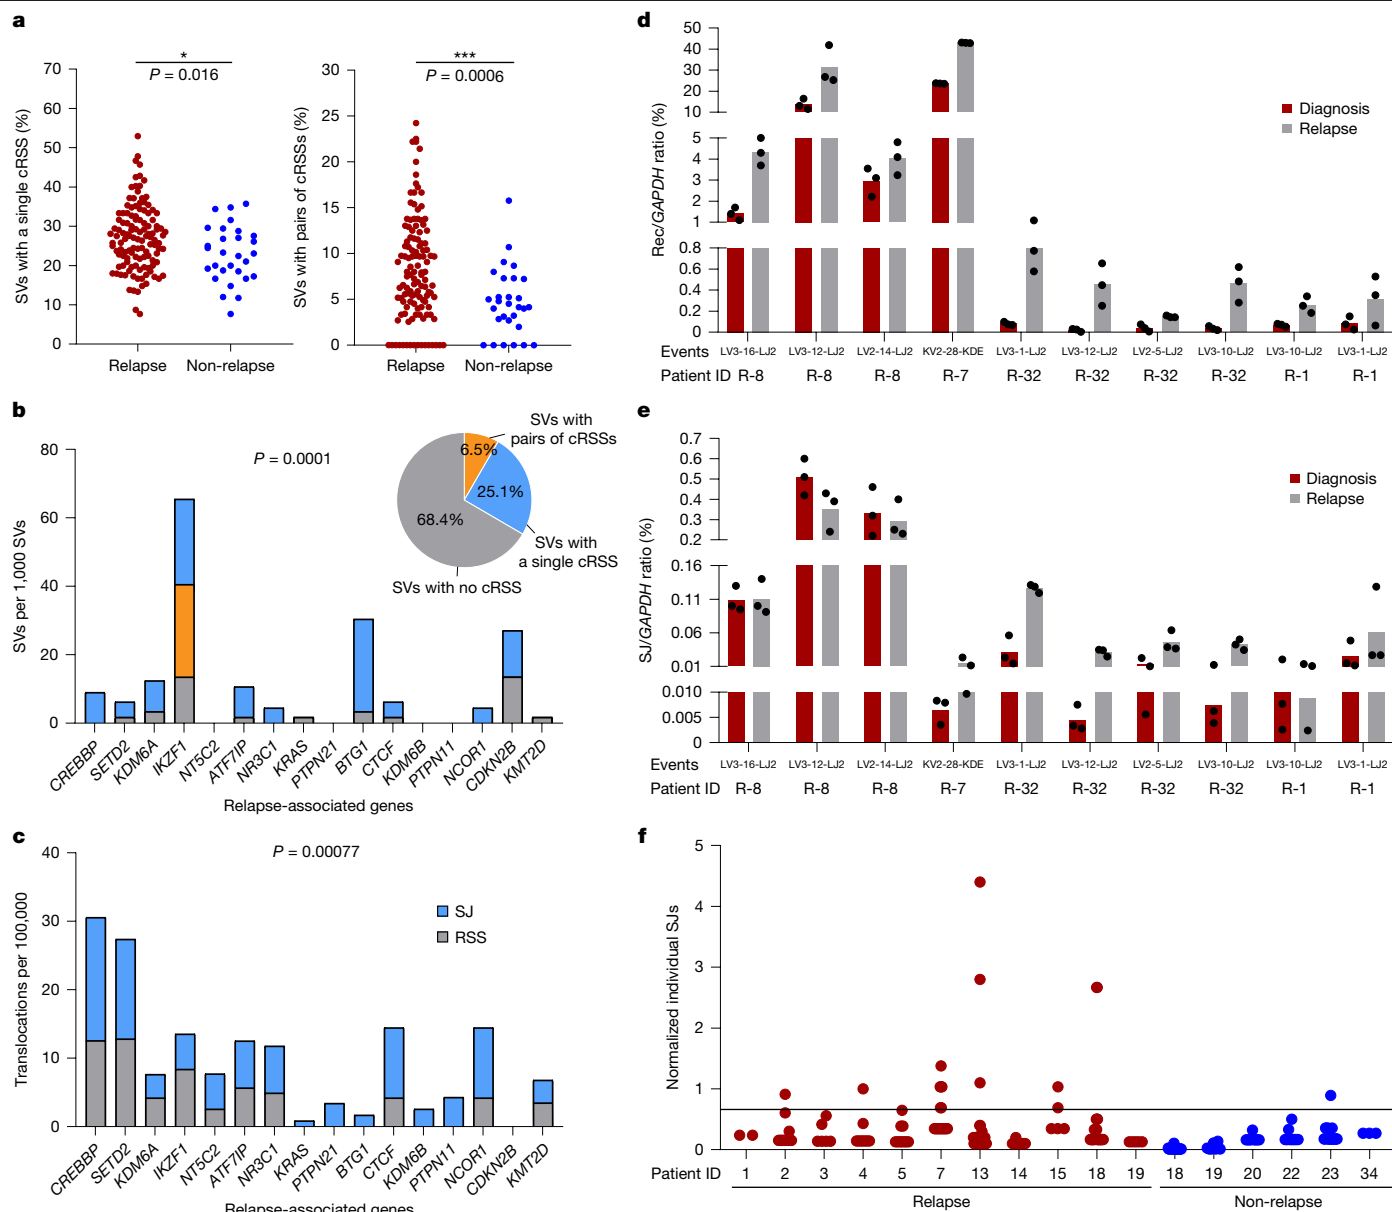 a
*
P = 0.016
SVs with a single cRSS (%)
70
60
50
40
30
20
10
0
Relapse
Non-relapse
***
P = 0.0006
SVs with pairs of cRSSs (%)
30
25
20
15
10
5
0
Relapse
Non-relapse
b
P = 0.0001
SVs per 1,000 SVs
80
60
40
20
0
SVs with
pairs of cRSSs
6.5%
25.1%
68.4%
SVs with
a single cRSS
SVs with no cRSS
CREBBP
SETD2
KDM6A
IKZF1
NT5C2
ATF7IP
NR3C1
KRAS
PTPN21
BTG1
CTCF
KDM6B
PTPN11
NCOR1
CDKN2B
KMT2D
Relapse-associated genes
c
P = 0.00077
Translocations per 100,000
40
30
20
10
0
SJ
RSS
CREBBP
SETD2
KDM6A
IKZF1
NT5C2
ATF7IP
NR3C1
KRAS
PTPN21
BTG1
CTCF
KDM6B
PTPN11
NCOR1
CDKN2B
KMT2D
Relapse-associated genes
d
Rec/GAPDH ratio (%)
50
40
30
20
10
5
4
3
2
1
0.8
0.6
0.4
0.2
0
Diagnosis
Relapse
Events LV3-16-LJ2 LV3-12-LJ2 LV2-14-LJ2 KV2-28-KDE LV3-1-LJ2 LV3-12-LJ2 LV2-5-LJ2 LV3-10-LJ2 LV3-10-LJ2 LV3-1-LJ2
Patient ID R-8 R-8 R-8 R-7 R-32 R-32 R-32 R-32 R-1 R-1
e
SJ/GAPDH ratio (%)
0.7
0.6
0.5
0.4
0.3
0.2
0.16
0.11
0.06
0.01
0.010
0.005
0
Diagnosis
Relapse
Events LV3-16-LJ2 LV3-12-LJ2 LV2-14-LJ2 KV2-28-KDE LV3-1-LJ2 LV3-12-LJ2 LV2-5-LJ2 LV3-10-LJ2 LV3-10-LJ2 LV3-1-LJ2
Patient ID R-8 R-8 R-8 R-7 R-32 R-32 R-32 R-32 R-1 R-1
f
Normalized individual SJs
5
4
3
2
1
0
Patient ID 1 2 3 4 5 7 13 14 15 18 19 18 19 20 22 23 34
Relapse
Non-relapse